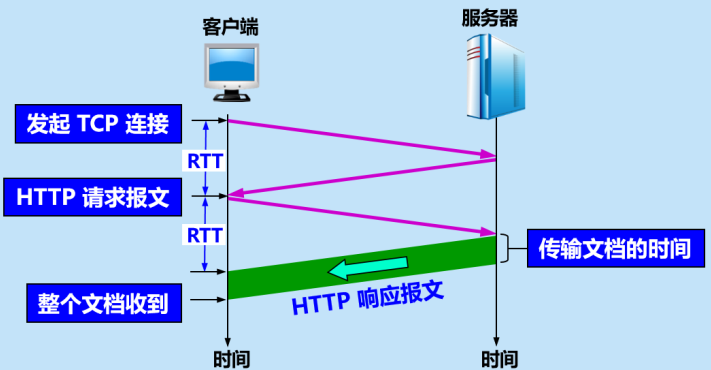 服务器
客户端
发起 TCP 连接
RTT
HTTP 请求报文
RTT
传输文档的时间
整个文档收到
HTTP 响应报文
时间
时间